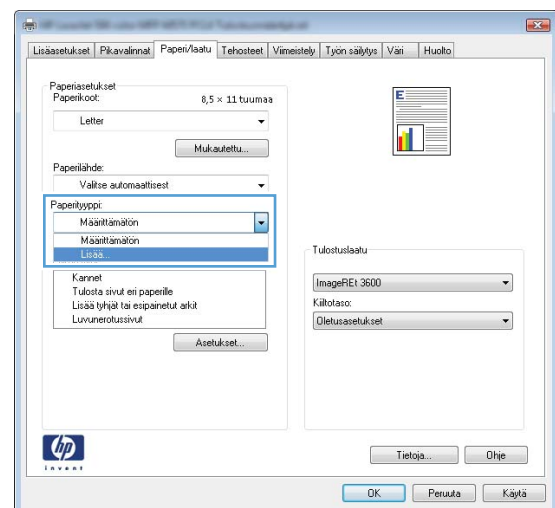 Lisäasetukset Pikavalinnat Paperi/laatu Tehosteet Viimeistely Työn säilytys Väri Huolto
Paperiasetukset
Paperikoot: 8,5 × 11 tuumaa
Letter
Mukautettu...
Paperilähde:
Valitse automaattisest
Paperityyppi:
Määrittämätön
Määrittämätön
Lisää...
Kannet
Tulosta sivut eri paperille
Lisää tyhjät tai esipainetut arkit
Luvunerotussivut
Asetukset...
E
Tulostuslaatu
ImageREt 3600
Kiiltotaso:
Oletusasetukset
hp
invent
Tietoja... Ohje
OK Peruuta Käytä